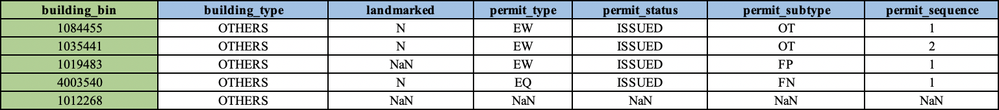 building_bin building_type landmarked permit_type permit_status permit_subtype permit_sequence
1084455 OTHERS N EW ISSUED OT 1
1035441 OTHERS N EW ISSUED OT 2
1019483 OTHERS NaN EW ISSUED FP 1
4003540 OTHERS N EQ ISSUED FN 1
1012268 OTHERS NaN NaN NaN NaN NaN